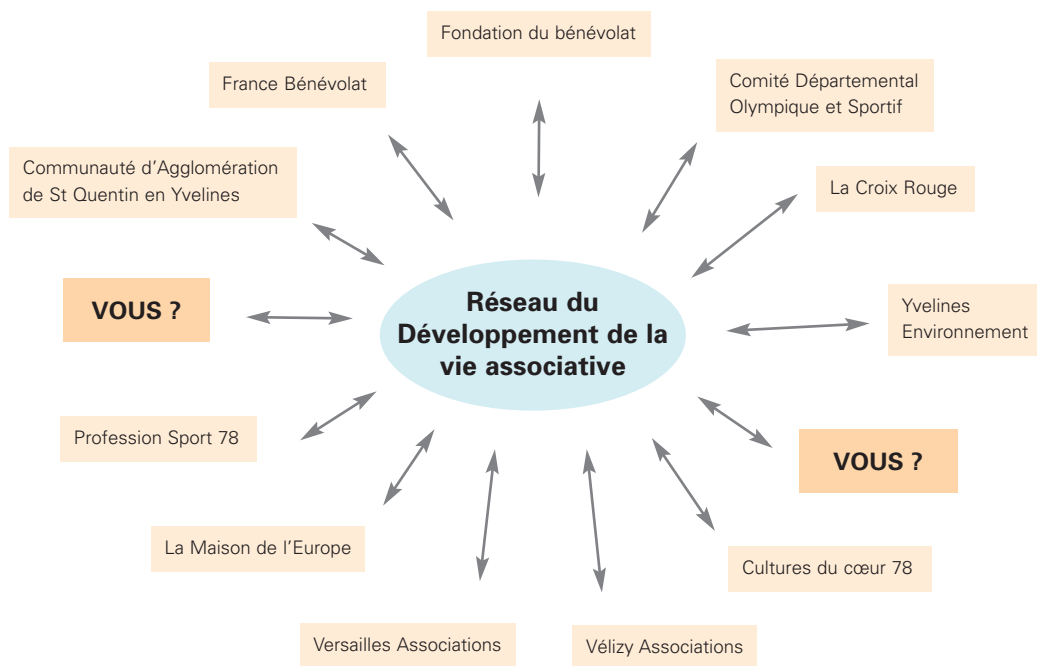 Fondation du bénévolat
France Bénévolat
Comité Départemental
Olympique et Sportif
Communauté d'Agglomération
de St Quentin en Yvelines
La Croix Rouge
VOUS ?
Réseau du
Développement de la
vie associative
Yvelines
Environnement
Profession Sport 78
VOUS ?
La Maison de l'Europe
Cultures du cœur 78
Versailles Associations
Vélizy Associations